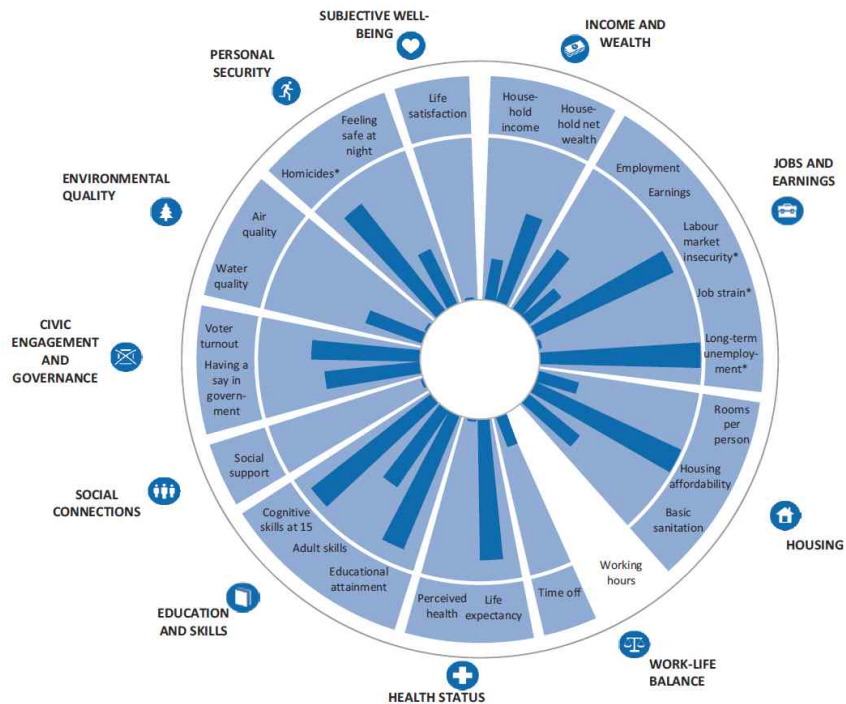 SUBJECTIVE WELL-
BEING
INCOME AND
WEALTH
PERSONAL
SECURITY
Life
satisfaction
House-
hold
income
House-
hold net
wealth
Feeling
safe at
night
Homicides*
Employment
Earnings
JOBS AND
EARNINGS
ENVIRONMENTAL
QUALITY
Air
quality
Water
quality
Labour
market
insecurity*
Job strain*
Long-term
unemploy-
ment*
CIVIC
ENGAGEMENT
AND
GOVERNANCE
Voter
turnout
Having a
say in
govern-
ment
Rooms
per
person
Housing
affordability
Basic
sanitation
HOUSING
Social
support
SOCIAL
CONNECTIONS
Cognitive
skills at 15
Adult skills
Educational
attainment
EDUCATION
AND SKILLS
Perceived
health
Life
expectancy
Time off
Working
hours
WORK-LIFE
BALANCE
HEALTH STATUS